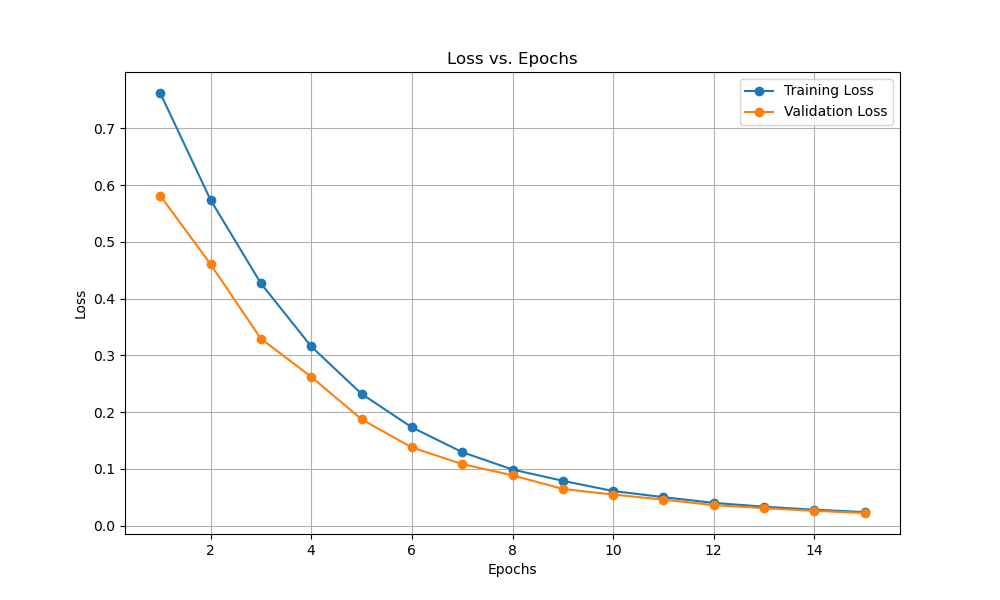 Loss vs. Epochs
Training Loss
Validation Loss
0.7
0.6
0.5
0.4
0.3
0.2
0.1
0.0
Loss
2 4 6 8 10 12 14
Epochs